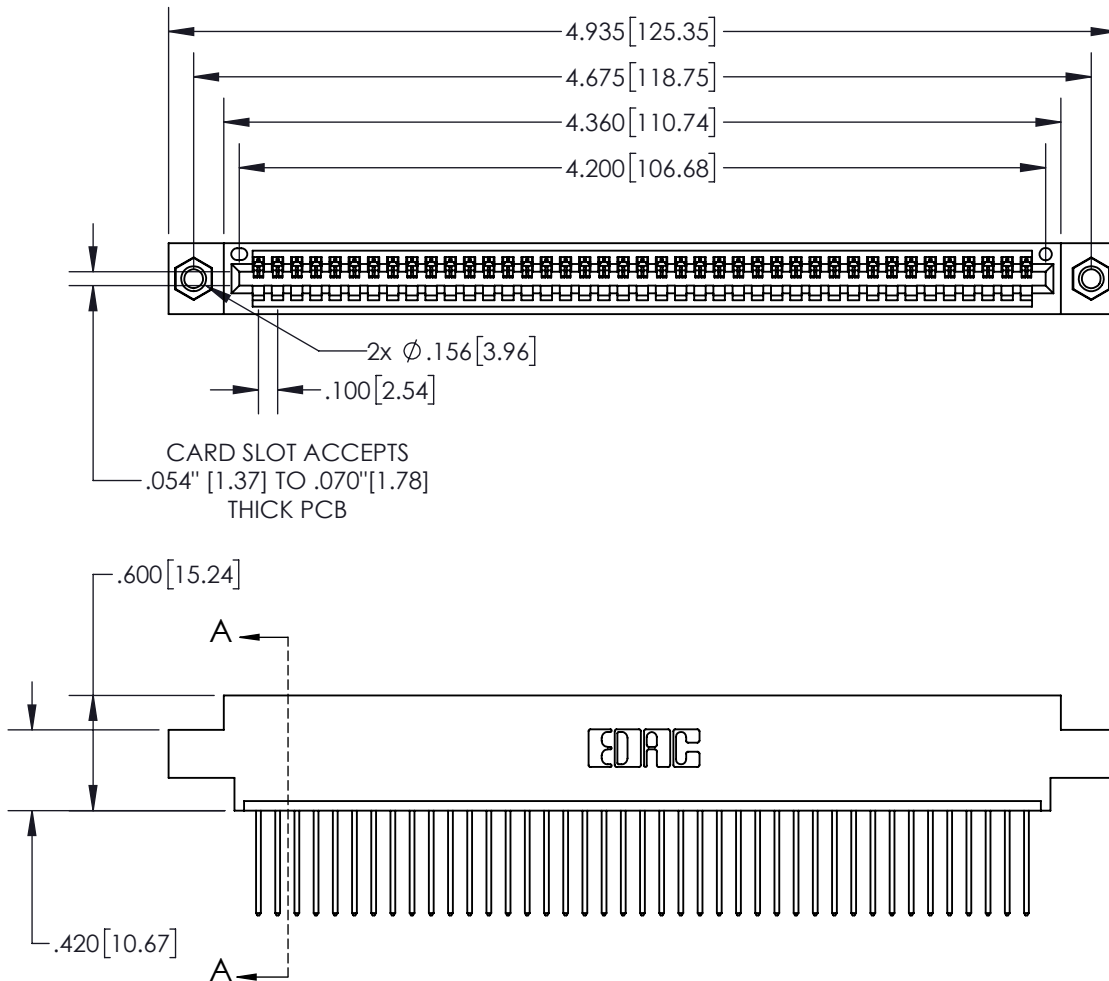 4.935[125.35]
4.675[118.75]
4.360[110.74]
4.200[106.68]
2x Ø .156[3.96]
.100[2.54]
CARD SLOT ACCEPTS
.054" [1.37] TO .070"[1.78]
THICK PCB
.600[15.24]
A
EDAC
.420[10.67]
A